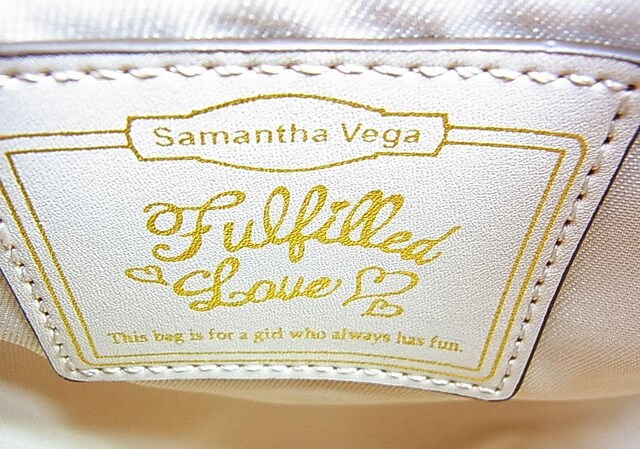 Samantha Vega
Fulfilled
Love
This bag is for a girl who always has fun.